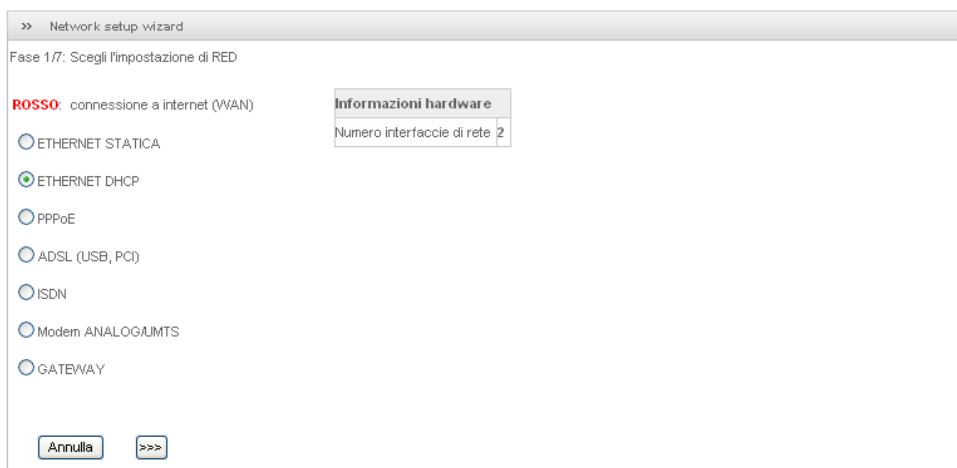 >> Network setup wizard
Fase 1/7: Scegli l'impostazione di RED
ROSSO: connessione a internet (WAN)
ETHERNET STATICA
ETHERNET DHCP
PPPoE
ADSL (USB, PCI)
ISDN
Modem ANALOG/UMTS
GATEWAY
Informazioni hardware
Numero interfaccie di rete 2
Annulla
>>>